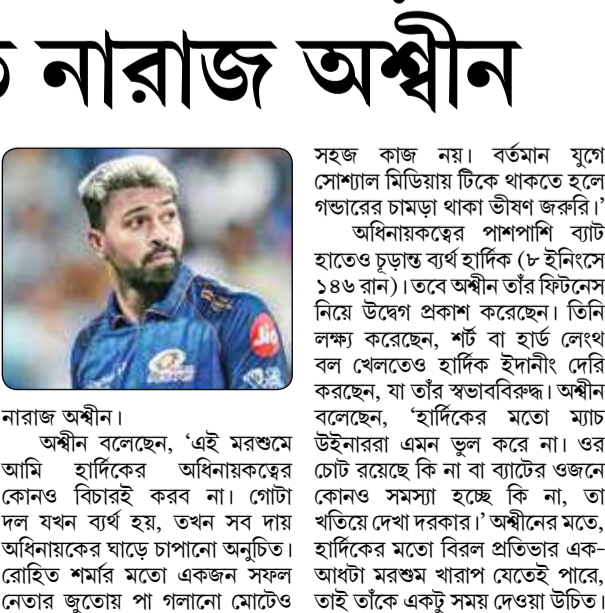 নারাজ অশ্বীন
Jio
নারাজ অশ্বীন।
অশ্বীন বলেছেন, ‘এই মরশুমে
আমি হার্দিকের অধিনায়কত্বের
কোনও বিচারই করব না। গোটা
দল যখন ব্যর্থ হয়, তখন সব দায়
অধিনায়কের ঘাড়ে চাপানো অনুচিত।
রোহিত শর্মার মতো একজন সফল
নেতার জুতোয় পা গলানো মোটেও
সহজ কাজ নয়। বর্তমান যুগে
সোশ্যাল মিডিয়ায় টিকে থাকতে হলে
গন্ডারের চামড়া থাকা ভীষণ জরুরি।’
অধিনায়কত্বের পাশপাশি ব্যাট
হাতেও চূড়ান্ত ব্যর্থ হার্দিক (৮ ইনিংসে
১৪৬ রান)। তবে অশ্বীন তাঁর ফিটনেস
নিয়ে উদ্বেগ প্রকাশ করেছেন। তিনি
লক্ষ্য করেছেন, শর্ট বা হার্ড লেংথ
বল খেলতেও হার্দিক ইদানীং দেরি
করছেন, যা তাঁর স্বভাববিরুদ্ধ। অশ্বীন
বলেছেন, ‘হার্দিকের মতো ম্যাচ
উইনাররা এমন ভুল করে না। ওর
চোট রয়েছে কি না বা ব্যাটের ওজনে
কোনও সমস্যা হচ্ছে কি না, তা
খতিয়ে দেখা দরকার।’ অশ্বীনের মতে,
হার্দিকের মতো বিরল প্রতিভার এক-
আধটা মরশুম খারাপ যেতেই পারে,
তাই তাঁকে একটু সময় দেওয়া উচিত।